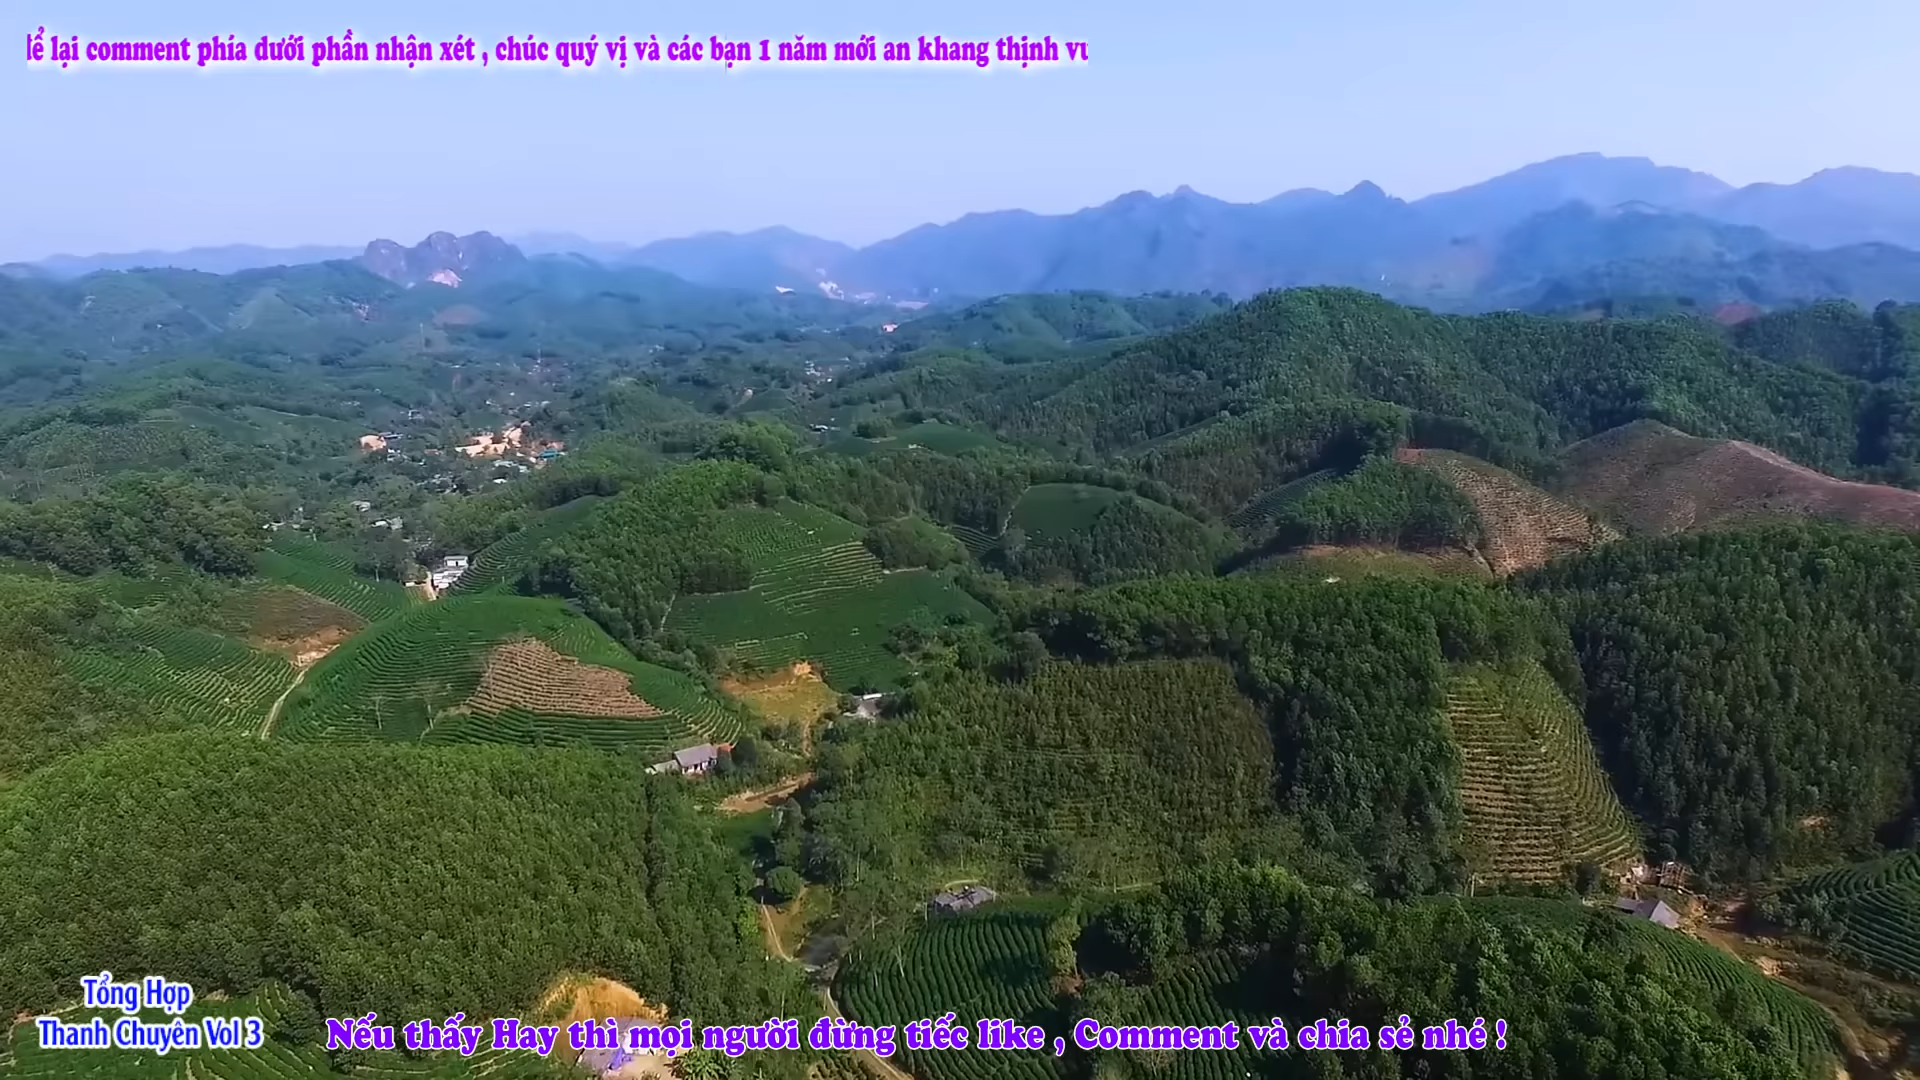 lại comment phía dưới phần nhận xét , chúc quý vị và các bạn 1 năm mới an khang thịnh
Tổng Hợp
Thanh Chuyên Vol 3
Nếu thấy Hay thì mọi người đừng tiếc like , Comment và chia sẻ nhé !